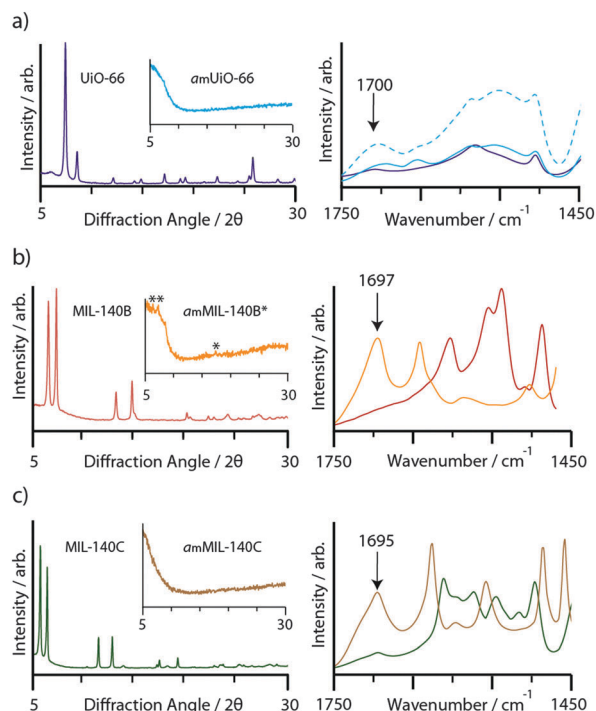 a)
Intensity / arb.
UiO-66
amUiO-66
5
30
5
30
Diffraction Angle / 2θ
Intensity / arb.
1700
1750
1450
Wavenumber / cm-1
b)
Intensity / arb.
MIL-140B
**
amMIL-140B*
*
5
30
5
30
Diffraction Angle / 2θ
Intensity / arb.
1697
1750
1450
Wavenumber / cm-1
c)
Intensity / arb.
MIL-140C
amMIL-140C
5
30
5
30
Diffraction Angle / 2θ
Intensity / arb.
1695
1750
1450
Wavenumber / cm-1